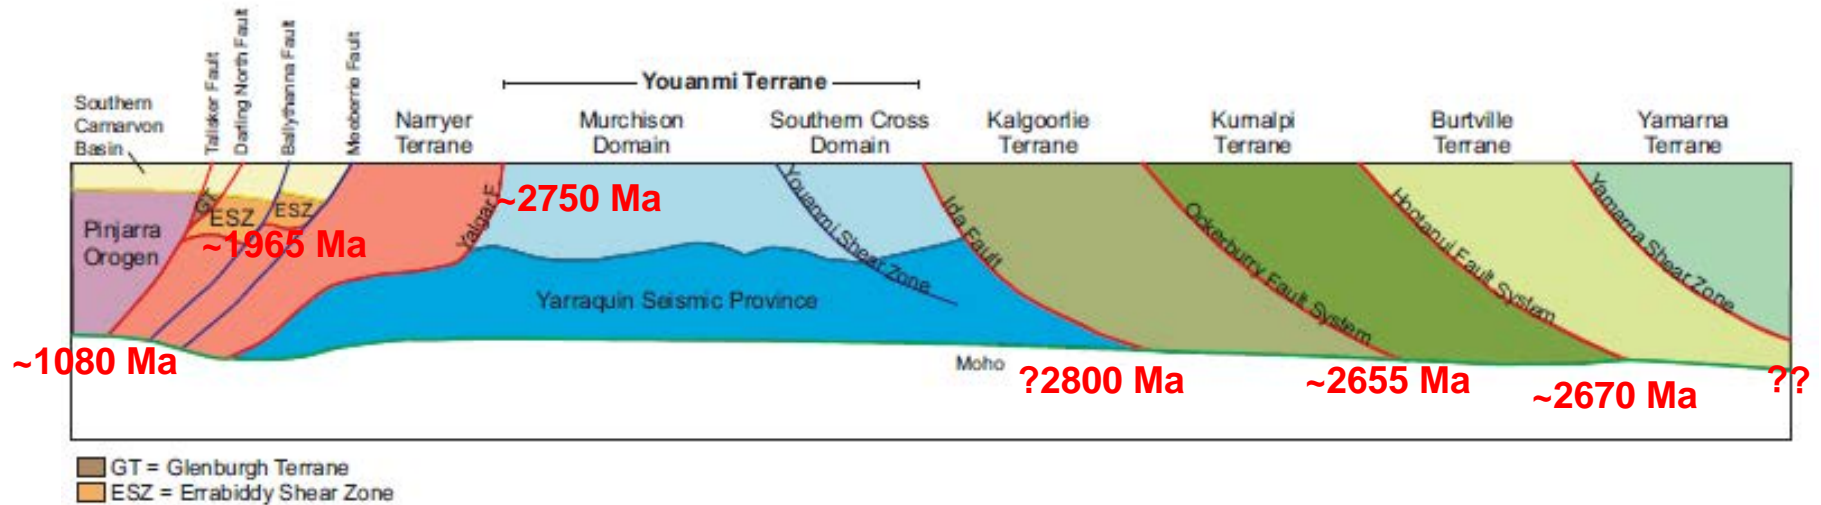 Southern
Carnarvon
Basin
Tallisker Fault
Darling North Fault
Ballythanna Fault
Meeberrie Fault
Narryer
Terrane
Youanmi Terrane
Murchison
Domain
Southern Cross
Domain
Kalgoorlie
Terrane
Kurnalpi
Terrane
Burtville
Terrane
Yamarna
Terrane
GT
ESZ
ESZ
Pinjarra
Orogen
~1965 Ma
Yalgar F
~2750 Ma
Youanmi Shear Zone
Ida Fault
Ockerburry Fault System
Hootanui Fault System
Yamarna Shear Zone
Yarraquin Seismic Province
~1080 Ma
Moho
?2800 Ma
~2655 Ma
~2670 Ma
??
GT = Glenburgh Terrane
ESZ = Errabiddy Shear Zone